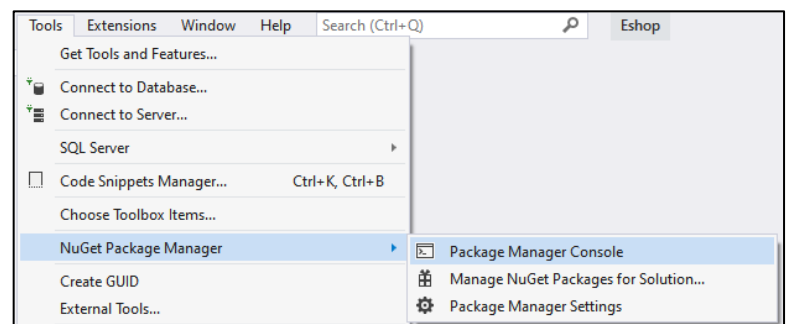 Tools Extensions Window Help Search (Ctrl+Q) Eshop
Get Tools and Features...
Connect to Database...
Connect to Server...
SQL Server
Code Snippets Manager... Ctrl+K, Ctrl+B
Choose Toolbox Items...
NuGet Package Manager
Create GUID
External Tools...
Package Manager Console
Manage NuGet Packages for Solution...
Package Manager Settings